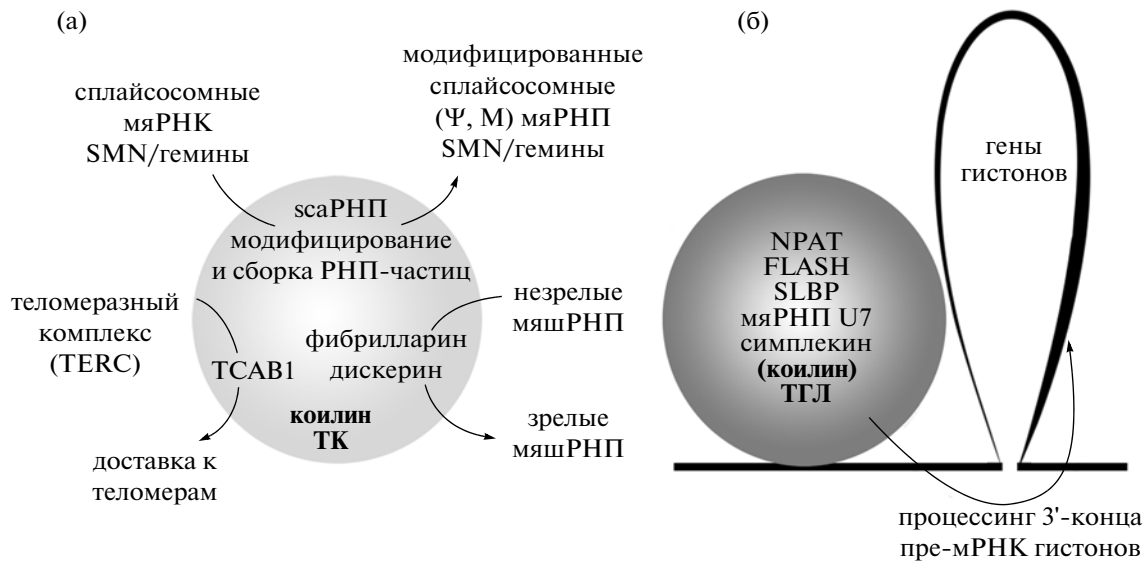 (а)
сплайсосомные
мяРНК
SMN/гемины
модифицированные
сплайсосомные
(Ψ, М) мяРНП
SMN/гемины
scaРНП
модифицирование
и сборка РНП-частиц
теломеразный
комплекс
(TERC)
TCAB1
доставка к
теломерам
фибрилларин
дискерин
незрелые
мяшРНП
зрелые
мяшРНП
коилин
ТК
(б)
гены
гистонов
NPAT
FLASH
SLBP
мяРНП U7
симплекин
(коилин)
ТГЛ
процессинг 3'-конца
пре-мРНК гистонов